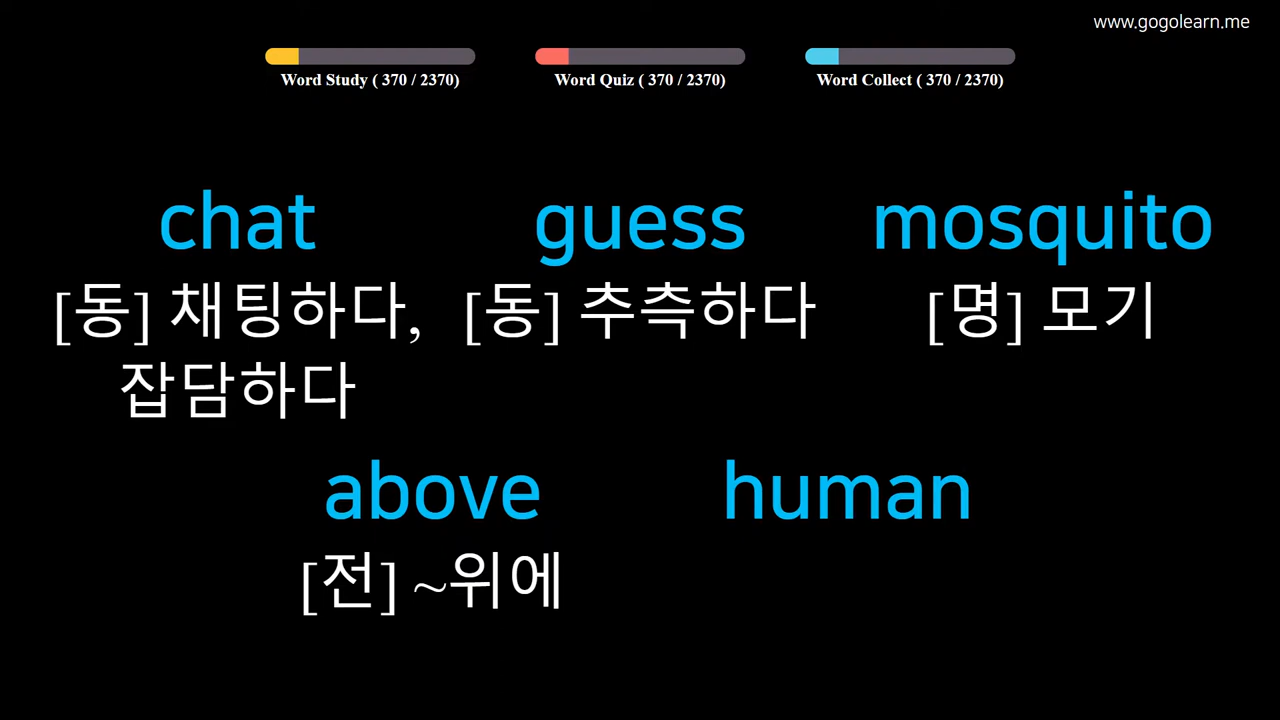 www.gogolearn.me
Word Study ( 370 / 2370)
Word Quiz ( 370 / 2370)
Word Collect ( 370 / 2370)
chat
[동] 채팅하다,
잡담하다
guess
[동] 추측하다
mosquito
[명] 모기
above
[전] ~위에
human